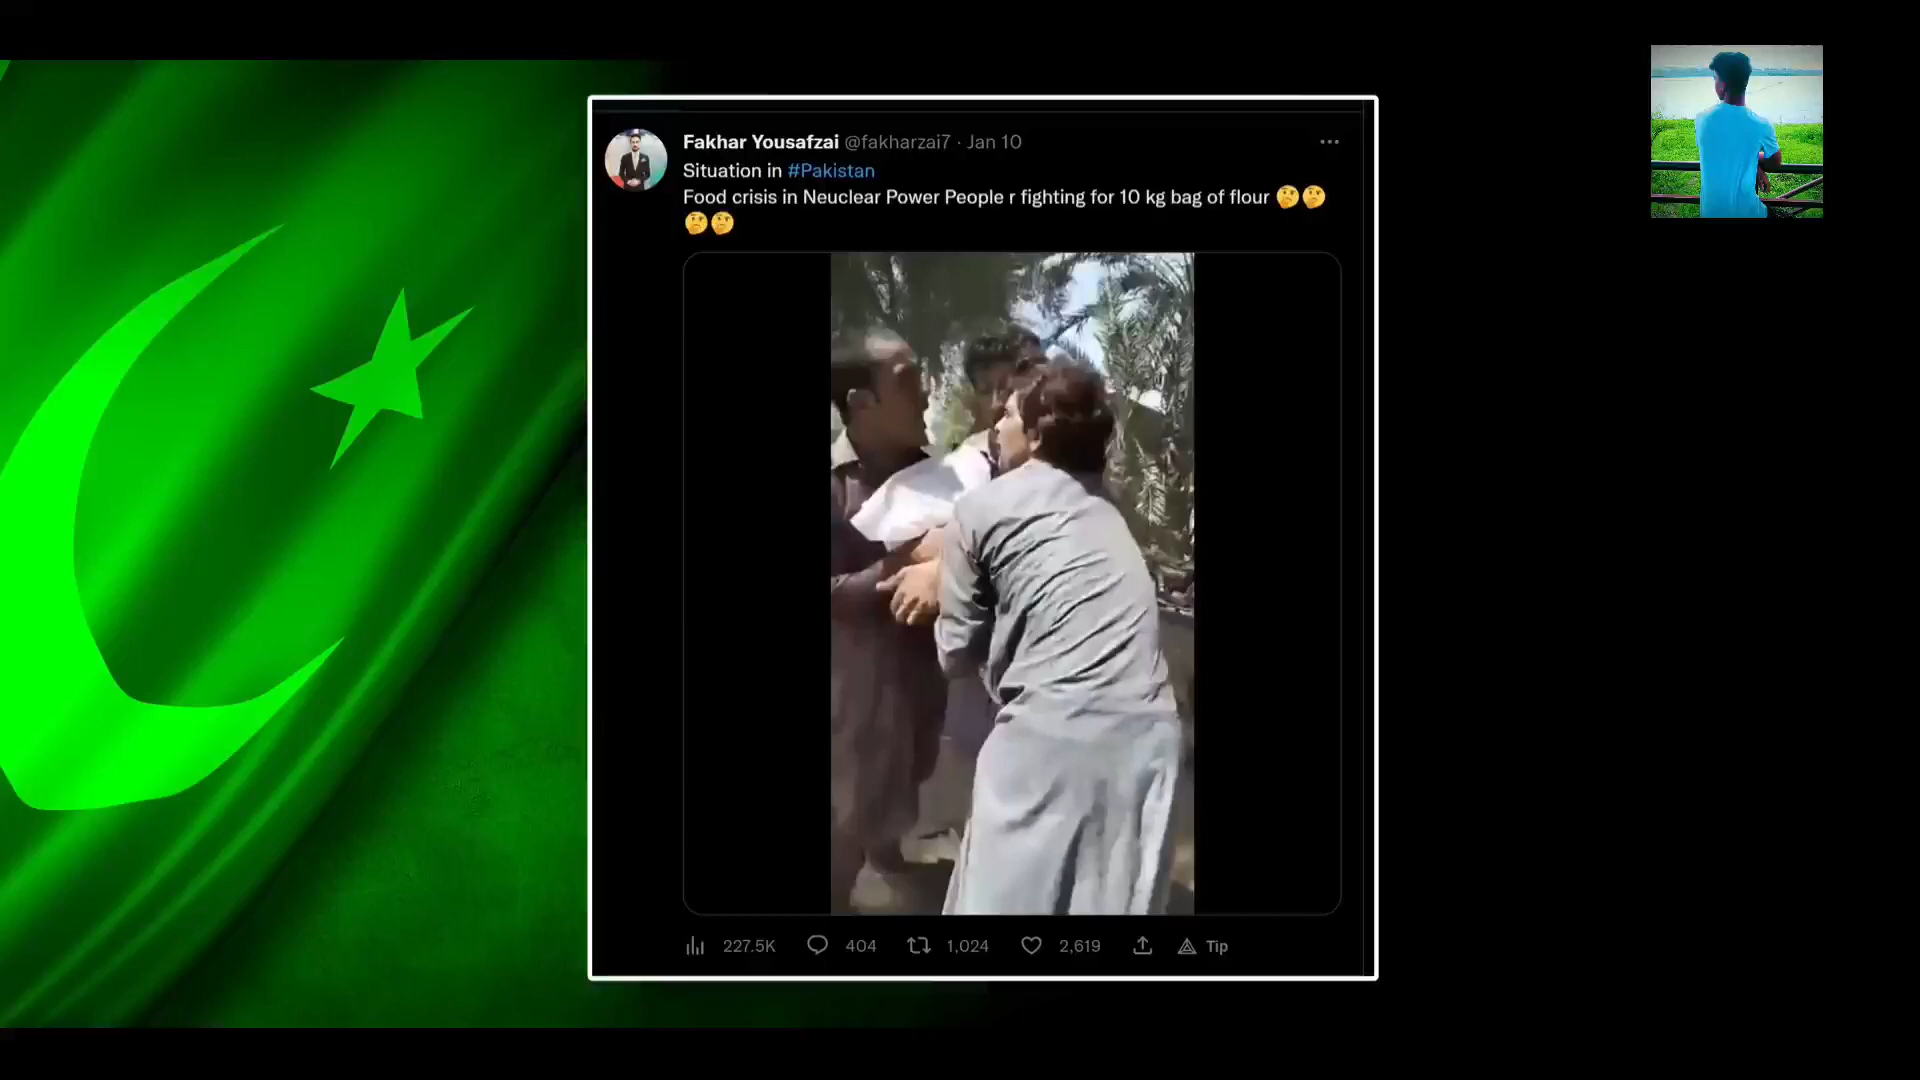 Fakhar Yousafzai @fakharzai7 · Jan 10
Situation in #Pakistan
Food crisis in Neuclear Power People r fighting for 10 kg bag of flour 🤔🤔
🤔🤔
227.5K 404 1,024 2,619 Tip